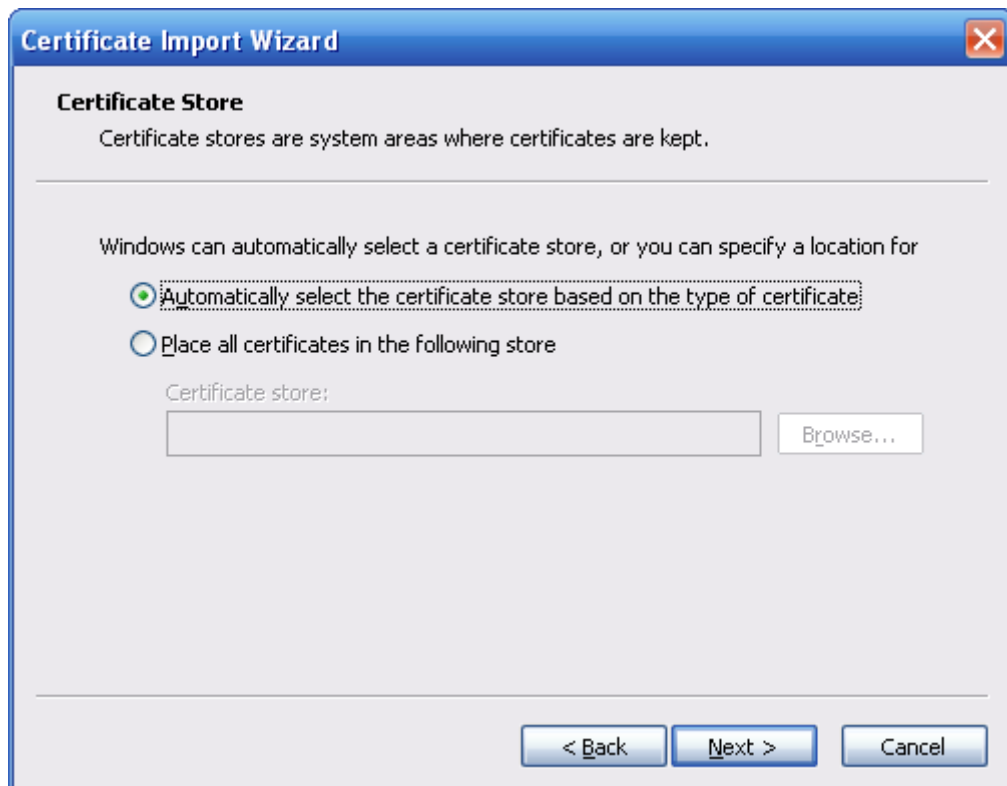 Certificate Import Wizard
Certificate Store
Certificate stores are system areas where certificates are kept.
Windows can automatically select a certificate store, or you can specify a location for
Automatically select the certificate store based on the type of certificate
Place all certificates in the following store
Certificate store:
Browse...
< Back Next > Cancel